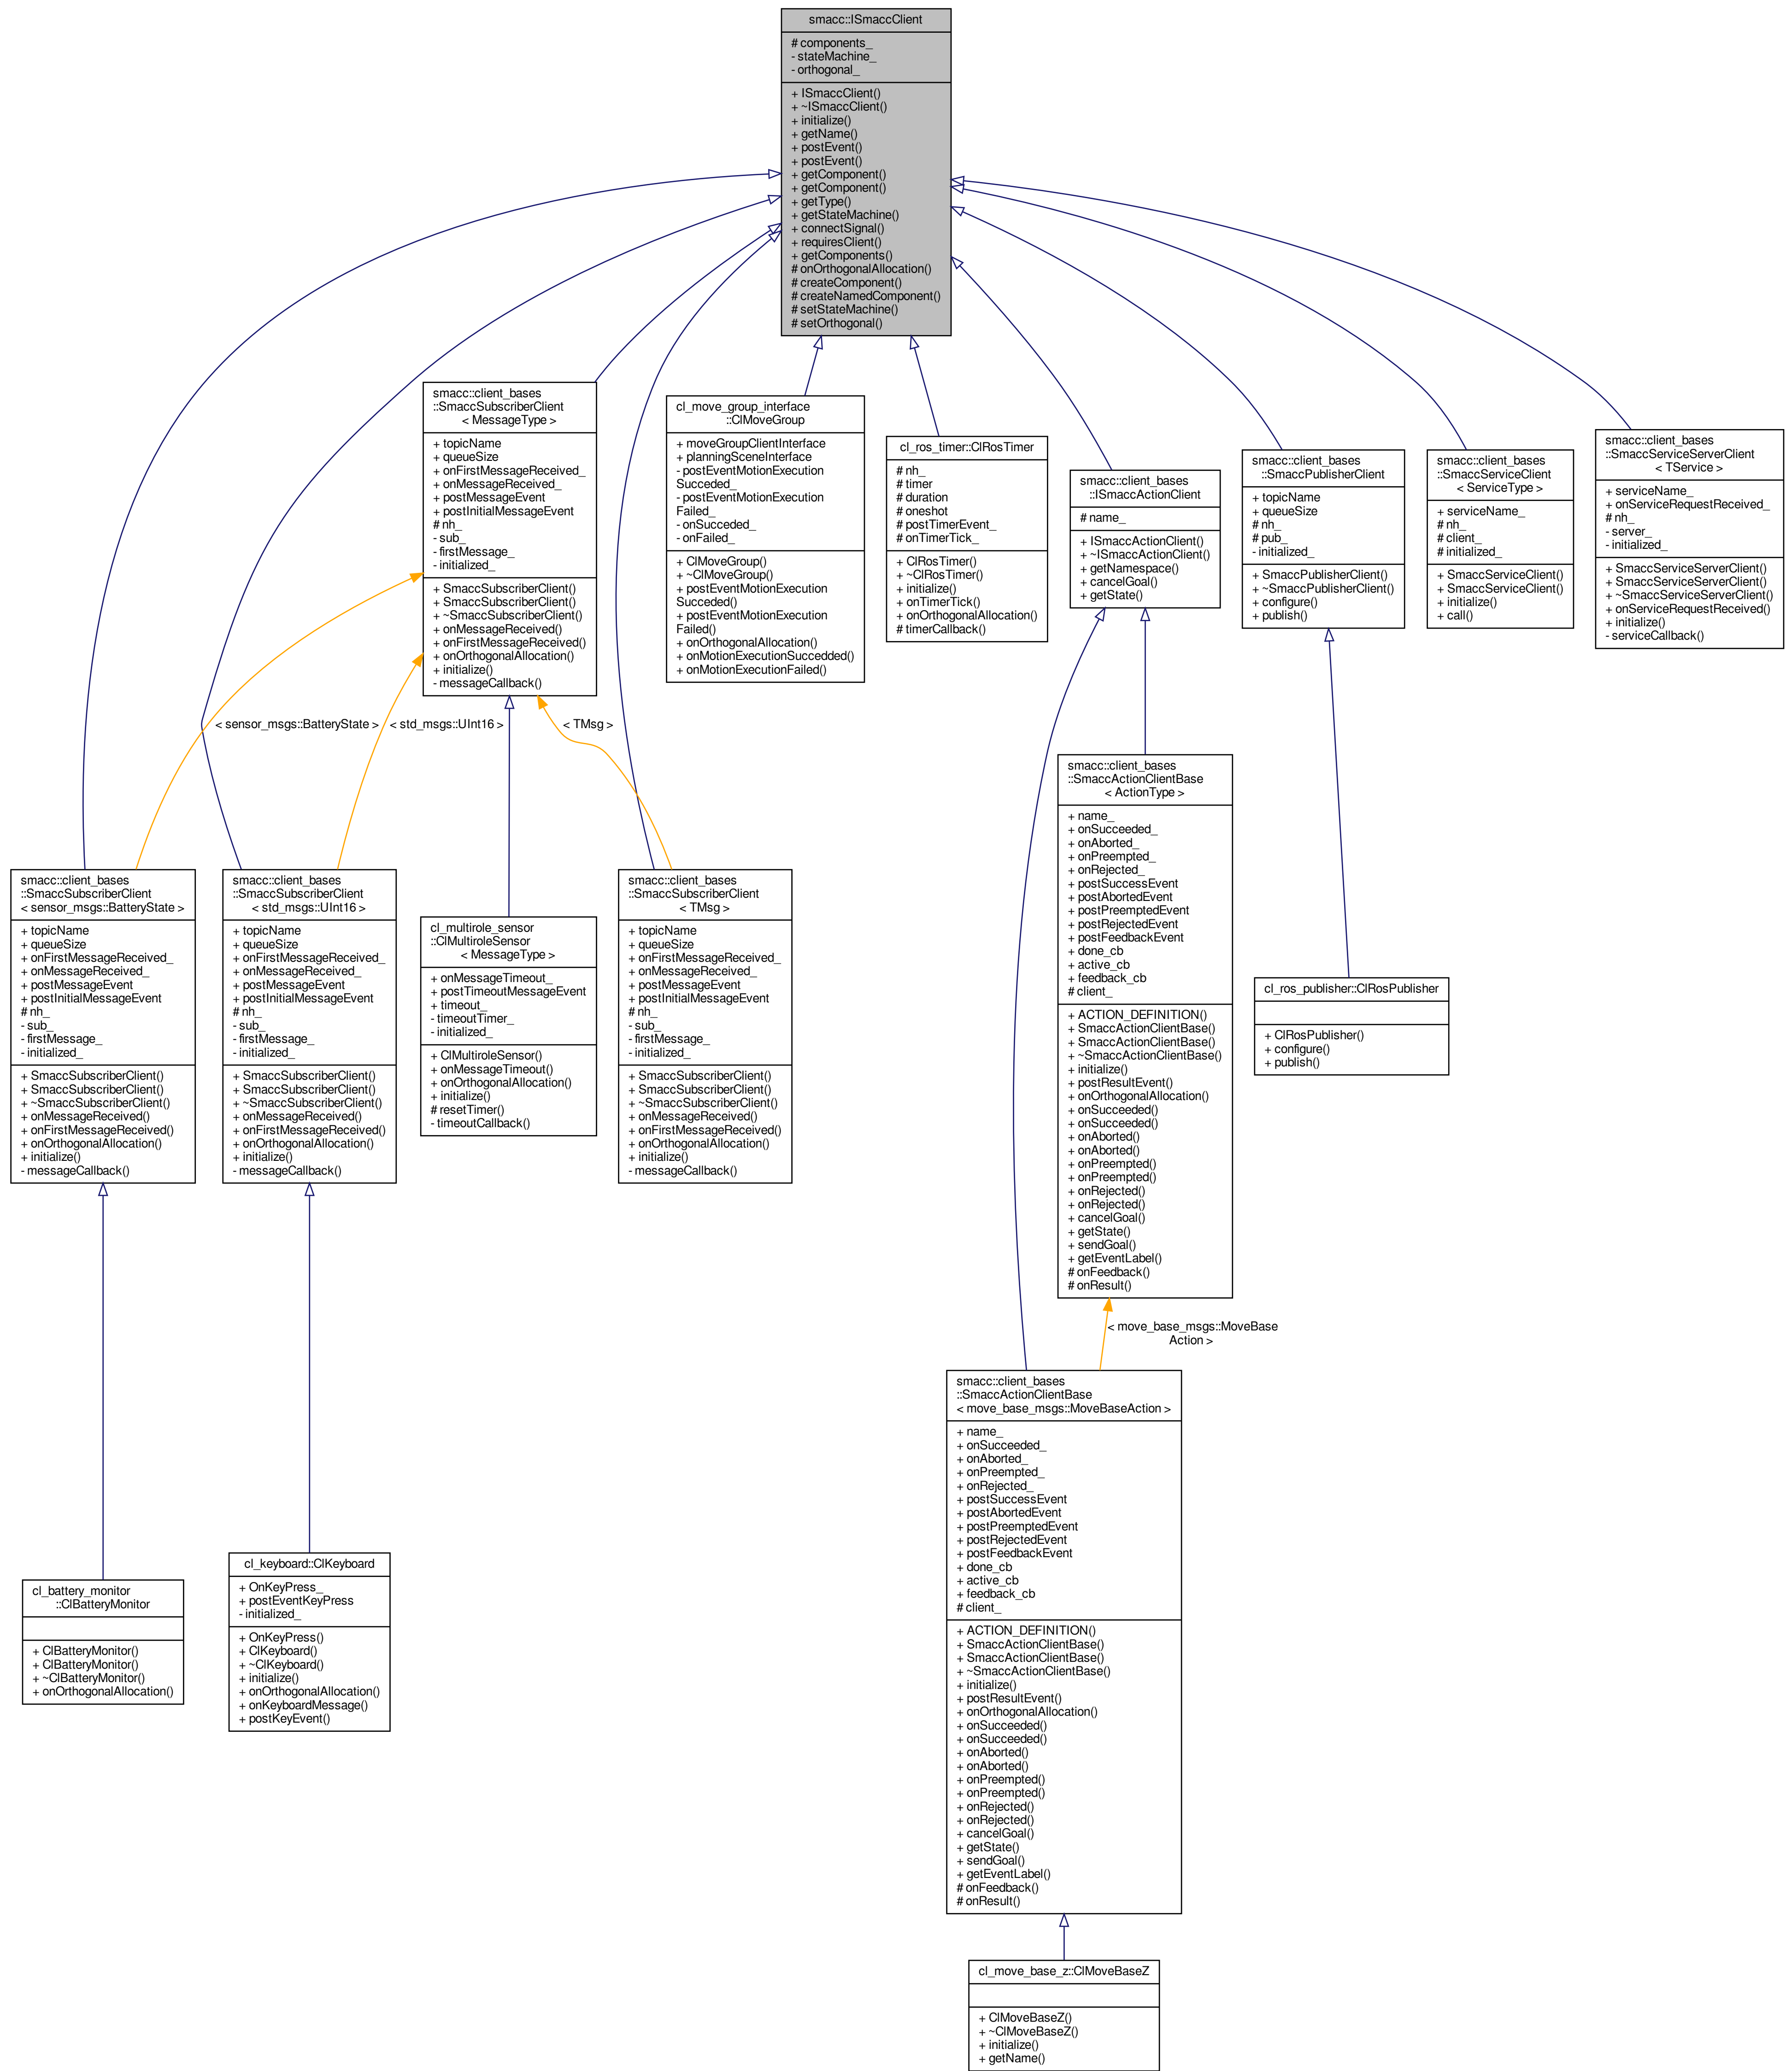 smacc::ISmaccClient
# components_
- stateMachine_
- orthogonal_
+ ISmaccClient()
+ ~ISmaccClient()
+ initialize()
+ getName()
+ postEvent()
+ postEvent()
+ getComponent()
+ getComponent()
+ getType()
+ getStateMachine()
+ connectSignal()
+ requiresClient()
+ getComponents()
# onOrthogonalAllocation()
# createComponent()
# createNamedComponent()
# setStateMachine()
# setOrthogonal()
smacc::client_bases
::SmaccSubscriberClient
< MessageType >
+ topicName
+ queueSize
+ onFirstMessageReceived_
+ onMessageReceived_
+ postMessageEvent
+ postInitialMessageEvent
# nh_
- sub_
- firstMessage_
- initialized_
+ SmaccSubscriberClient()
+ SmaccSubscriberClient()
+ ~SmaccSubscriberClient()
+ onMessageReceived()
+ onFirstMessageReceived()
+ onOrthogonalAllocation()
+ initialize()
- messageCallback()
cl_move_group_interface
::ClMoveGroup
+ moveGroupClientInterface
+ planningSceneInterface
- postEventMotionExecution
Succeded_
- postEventMotionExecution
Failed_
- onSucceded_
- onFailed_
+ ClMoveGroup()
+ ~ClMoveGroup()
+ postEventMotionExecution
Succeded()
+ postEventMotionExecution
Failed()
+ onOrthogonalAllocation()
+ onMotionExecutionSuccedded()
+ onMotionExecutionFailed()
cl_ros_timer::ClRosTimer
# nh_
# timer
# duration
# oneshot
# postTimerEvent_
# onTimerTick_
+ ClRosTimer()
+ ~ClRosTimer()
+ initialize()
+ onTimerTick()
+ onOrthogonalAllocation()
# timerCallback()
smacc::client_bases
::ISmaccActionClient
# name_
+ ISmaccActionClient()
+ ~ISmaccActionClient()
+ getNamespace()
+ cancelGoal()
+ getState()
smacc::client_bases
::SmaccPublisherClient
+ topicName
+ queueSize
# nh_
# pub_
- initialized_
+ SmaccPublisherClient()
+ ~SmaccPublisherClient()
+ configure()
+ publish()
smacc::client_bases
::SmaccServiceClient
< ServiceType >
+ serviceName_
# nh_
# client_
# initialized_
+ SmaccServiceClient()
+ SmaccServiceClient()
+ initialize()
+ call()
smacc::client_bases
::SmaccServiceServerClient
< TService >
+ serviceName_
+ onServiceRequestReceived_
# nh_
- server_
- initialized_
+ SmaccServiceServerClient()
+ SmaccServiceServerClient()
+ ~SmaccServiceServerClient()
+ onServiceRequestReceived()
+ initialize()
- serviceCallback()
< sensor_msgs::BatteryState >
< std_msgs::UInt16 >
< TMsg >
smacc::client_bases
::SmaccSubscriberClient
< sensor_msgs::BatteryState >
+ topicName
+ queueSize
+ onFirstMessageReceived_
+ onMessageReceived_
+ postMessageEvent
+ postInitialMessageEvent
# nh_
- sub_
- firstMessage_
- initialized_
+ SmaccSubscriberClient()
+ SmaccSubscriberClient()
+ ~SmaccSubscriberClient()
+ onMessageReceived()
+ onFirstMessageReceived()
+ onOrthogonalAllocation()
+ initialize()
- messageCallback()
smacc::client_bases
::SmaccSubscriberClient
< std_msgs::UInt16 >
+ topicName
+ queueSize
+ onFirstMessageReceived_
+ onMessageReceived_
+ postMessageEvent
+ postInitialMessageEvent
# nh_
- sub_
- firstMessage_
- initialized_
+ SmaccSubscriberClient()
+ SmaccSubscriberClient()
+ ~SmaccSubscriberClient()
+ onMessageReceived()
+ onFirstMessageReceived()
+ onOrthogonalAllocation()
+ initialize()
- messageCallback()
cl_multirole_sensor
::ClMultiroleSensor
< MessageType >
+ onMessageTimeout_
+ postTimeoutMessageEvent
+ timeout_
- timeoutTimer_
- initialized_
+ ClMultiroleSensor()
+ onMessageTimeout()
+ onOrthogonalAllocation()
+ initialize()
# resetTimer()
- timeoutCallback()
smacc::client_bases
::SmaccSubscriberClient
< TMsg >
+ topicName
+ queueSize
+ onFirstMessageReceived_
+ onMessageReceived_
+ postMessageEvent
+ postInitialMessageEvent
# nh_
- sub_
- firstMessage_
- initialized_
+ SmaccSubscriberClient()
+ SmaccSubscriberClient()
+ ~SmaccSubscriberClient()
+ onMessageReceived()
+ onFirstMessageReceived()
+ onOrthogonalAllocation()
+ initialize()
- messageCallback()
smacc::client_bases
::SmaccActionClientBase
< ActionType >
+ name_
+ onSucceeded_
+ onAborted_
+ onPreempted_
+ onRejected_
+ postSuccessEvent
+ postAbortedEvent
+ postPreemptedEvent
+ postRejectedEvent
+ postFeedbackEvent
+ done_cb
+ active_cb
+ feedback_cb
# client_
+ ACTION_DEFINITION()
+ SmaccActionClientBase()
+ SmaccActionClientBase()
+ ~SmaccActionClientBase()
+ initialize()
+ postResultEvent()
+ onOrthogonalAllocation()
+ onSucceeded()
+ onSucceeded()
+ onAborted()
+ onAborted()
+ onPreempted()
+ onPreempted()
+ onRejected()
+ onRejected()
+ cancelGoal()
+ getState()
+ sendGoal()
+ getEventLabel()
# onFeedback()
# onResult()
cl_ros_publisher::ClRosPublisher
+ ClRosPublisher()
+ configure()
+ publish()
< move_base_msgs::MoveBase
Action >
smacc::client_bases
::SmaccActionClientBase
< move_base_msgs::MoveBaseAction >
+ name_
+ onSucceeded_
+ onAborted_
+ onPreempted_
+ onRejected_
+ postSuccessEvent
+ postAbortedEvent
+ postPreemptedEvent
+ postRejectedEvent
+ postFeedbackEvent
+ done_cb
+ active_cb
+ feedback_cb
# client_
+ ACTION_DEFINITION()
+ SmaccActionClientBase()
+ SmaccActionClientBase()
+ ~SmaccActionClientBase()
+ initialize()
+ postResultEvent()
+ onOrthogonalAllocation()
+ onSucceeded()
+ onSucceeded()
+ onAborted()
+ onAborted()
+ onPreempted()
+ onPreempted()
+ onRejected()
+ onRejected()
+ cancelGoal()
+ getState()
+ sendGoal()
+ getEventLabel()
# onFeedback()
# onResult()
cl_battery_monitor
::ClBatteryMonitor
+ ClBatteryMonitor()
+ ClBatteryMonitor()
+ ~ClBatteryMonitor()
+ onOrthogonalAllocation()
cl_keyboard::ClKeyboard
+ OnKeyPress_
+ postEventKeyPress
- initialized_
+ OnKeyPress()
+ ClKeyboard()
+ ~ClKeyboard()
+ initialize()
+ onOrthogonalAllocation()
+ onKeyboardMessage()
+ postKeyEvent()
cl_move_base_z::ClMoveBaseZ
+ ClMoveBaseZ()
+ ~ClMoveBaseZ()
+ initialize()
+ getName()